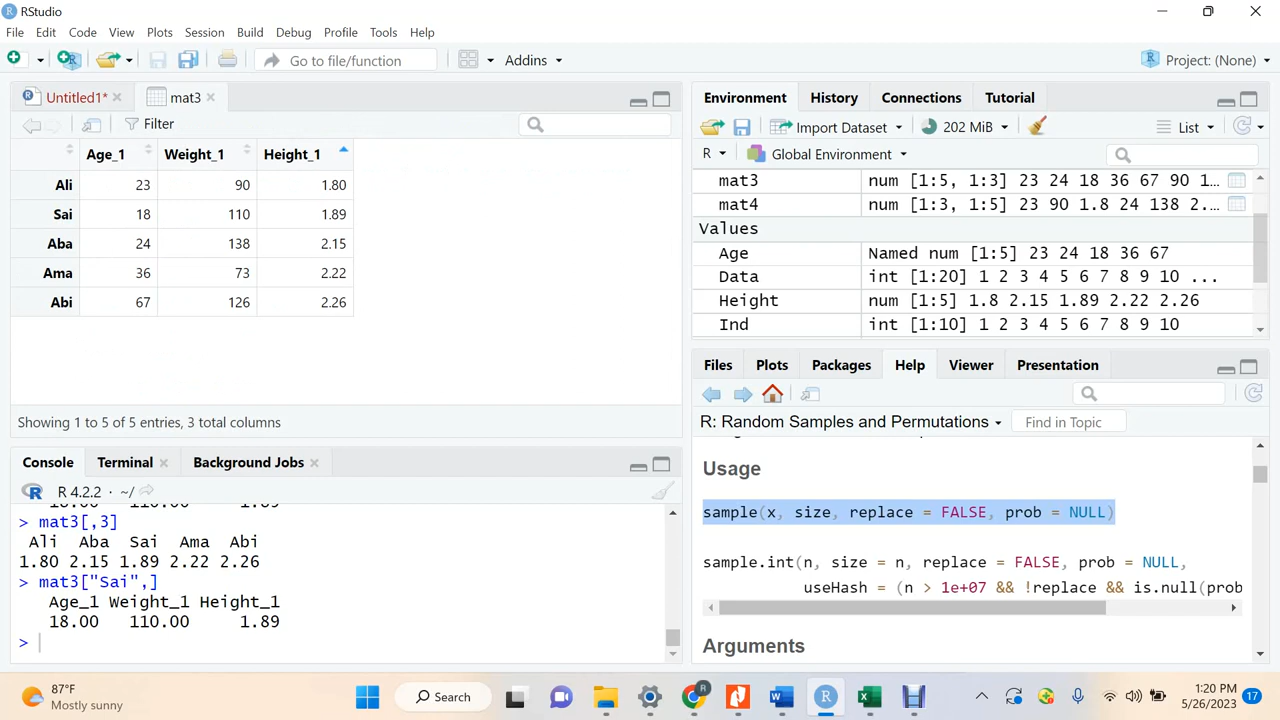 RStudio
File Edit Code View Plots Session Build Debug Profile Tools Help
Go to file/function Addins Project: (None)
Untitled1* mat3
Filter
Age_1 Weight_1 Height_1
Ali 23 90 1.80
Sai 18 110 1.89
Aba 24 138 2.15
Ama 36 73 2.22
Abi 67 126 2.26
Showing 1 to 5 of 5 entries, 3 total columns
Console Terminal Background Jobs
R 4.2.2 · ~/
> mat3[,3]
Ali Aba Sai Ama Abi
1.80 2.15 1.89 2.22 2.26
> mat3["Sai",]
Age_1 Weight_1 Height_1
18.00 110.00 1.89
>
Environment History Connections Tutorial
Import Dataset 202 MiB List
R Global Environment
mat3 num [1:5, 1:3] 23 24 18 36 67 90 1...
mat4 num [1:3, 1:5] 23 90 1.8 24 138 2...
Values
Age Named num [1:5] 23 24 18 36 67
Data int [1:20] 1 2 3 4 5 6 7 8 9 10 ...
Height num [1:5] 1.8 2.15 1.89 2.22 2.26
Ind int [1:10] 1 2 3 4 5 6 7 8 9 10
Files Plots Packages Help Viewer Presentation
R: Random Samples and Permutations Find in Topic
Usage
sample(x, size, replace = FALSE, prob = NULL)
sample.int(n, size = n, replace = FALSE, prob = NULL,
useHash = (n > 1e+07 && !replace && is.null(prob
Arguments
87°F
Mostly sunny
Search
1:20 PM
5/26/2023
17